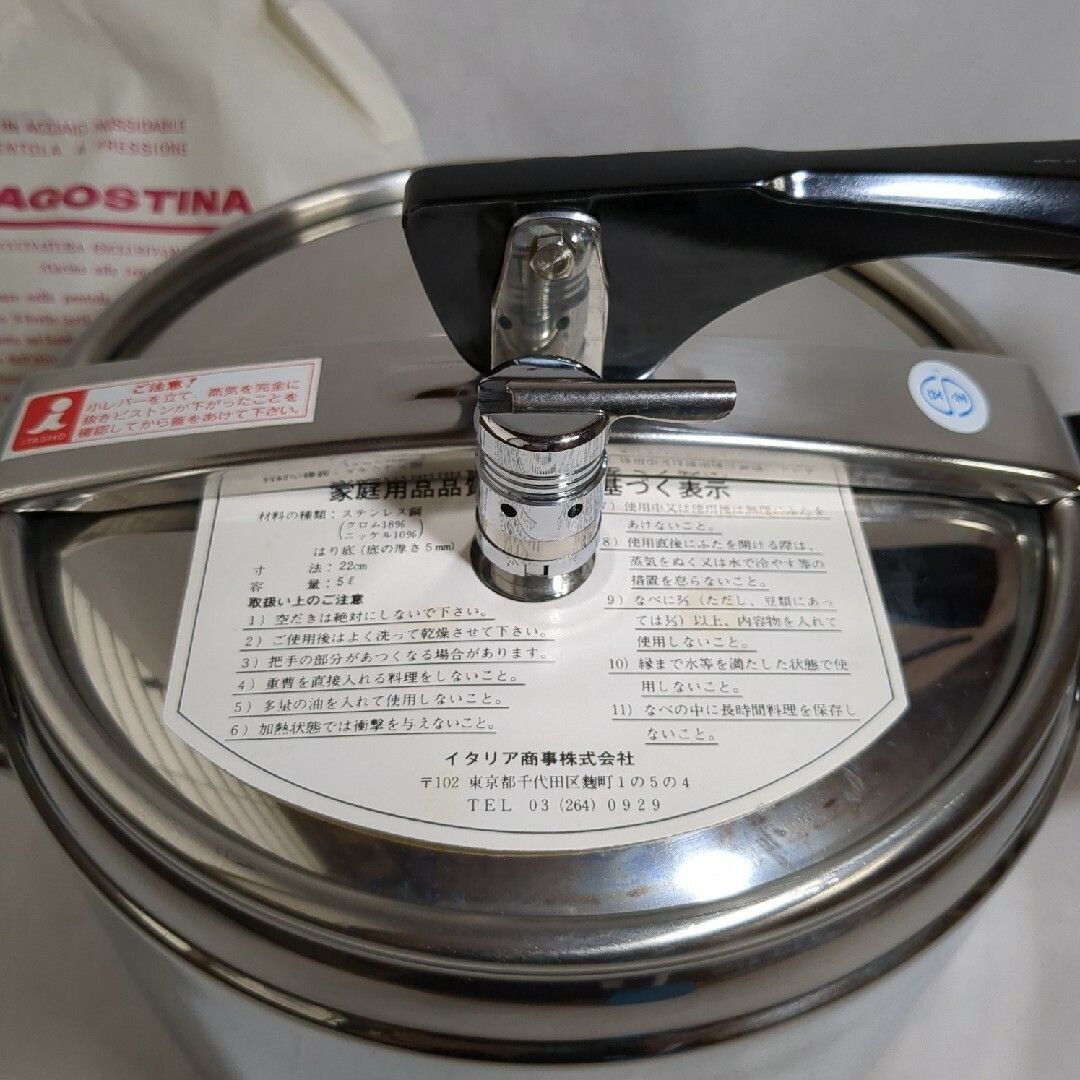 IN ACCIAIO INOSSIDABILE
PENTOLA A PRESSIONE
AGOSTINA
ご注意!
小レバーを立て、蒸気を完全に
抜きピストンが下がったことを
確認してから蓋をあけて下さい。
ITASHO
安全
家庭用品品質
基づく表示
材料の種類：ステンレス鋼
(クロム18%
ニッケル10%)
はり底（底の厚さ5mm）
寸法：22cm
容量：5ℓ
取扱い上のご注意
1）空だきは絶対にしないで下さい。
2）ご使用後はよく洗って乾燥させて下さい。
3）把手の部分があつくなる場合があります。
4）重曹を直接入れる料理をしないこと。
5）多量の油を入れて使用しないこと。
6）加熱状態では衝撃を与えないこと。
7）使用中又は使用後は無理にふたを
あけないこと。
8）使用直後にふたを開ける際は、
蒸気をぬく又は水で冷やす等の
措置を怠らないこと。
9）なべに⅔（ただし、豆類にあっ
ては⅓）以上、内容物を入れて
使用しないこと。
10）縁まで水等を満たした状態で使
用しないこと。
11）なべの中に長時間料理を保存し
ないこと。
イタリア商事株式会社
〒102 東京都千代田区麹町1の5の4
TEL 03 (264) 0929